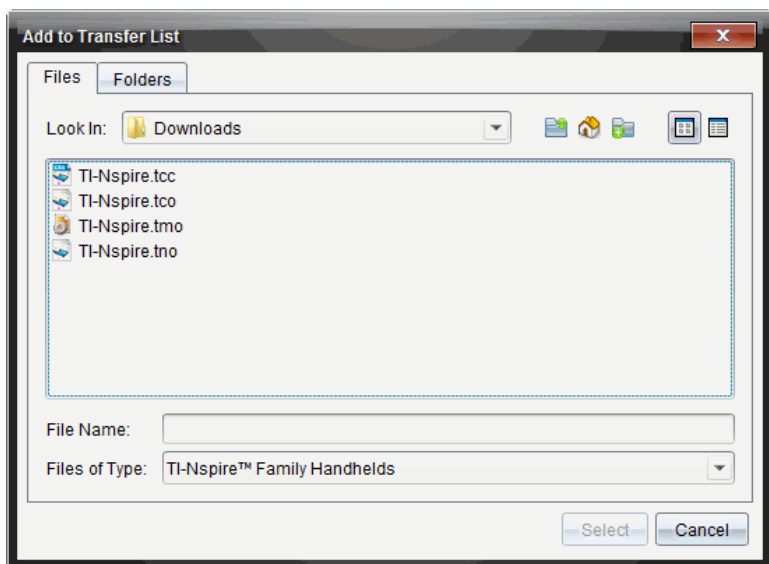 Add to Transfer List
Files Folders
Look In: Downloads
TI-Nspire.tcc
TI-Nspire.tco
TI-Nspire.tmo
TI-Nspire.tno
File Name:
Files of Type: TI-Nspire™ Family Handhelds
Select Cancel